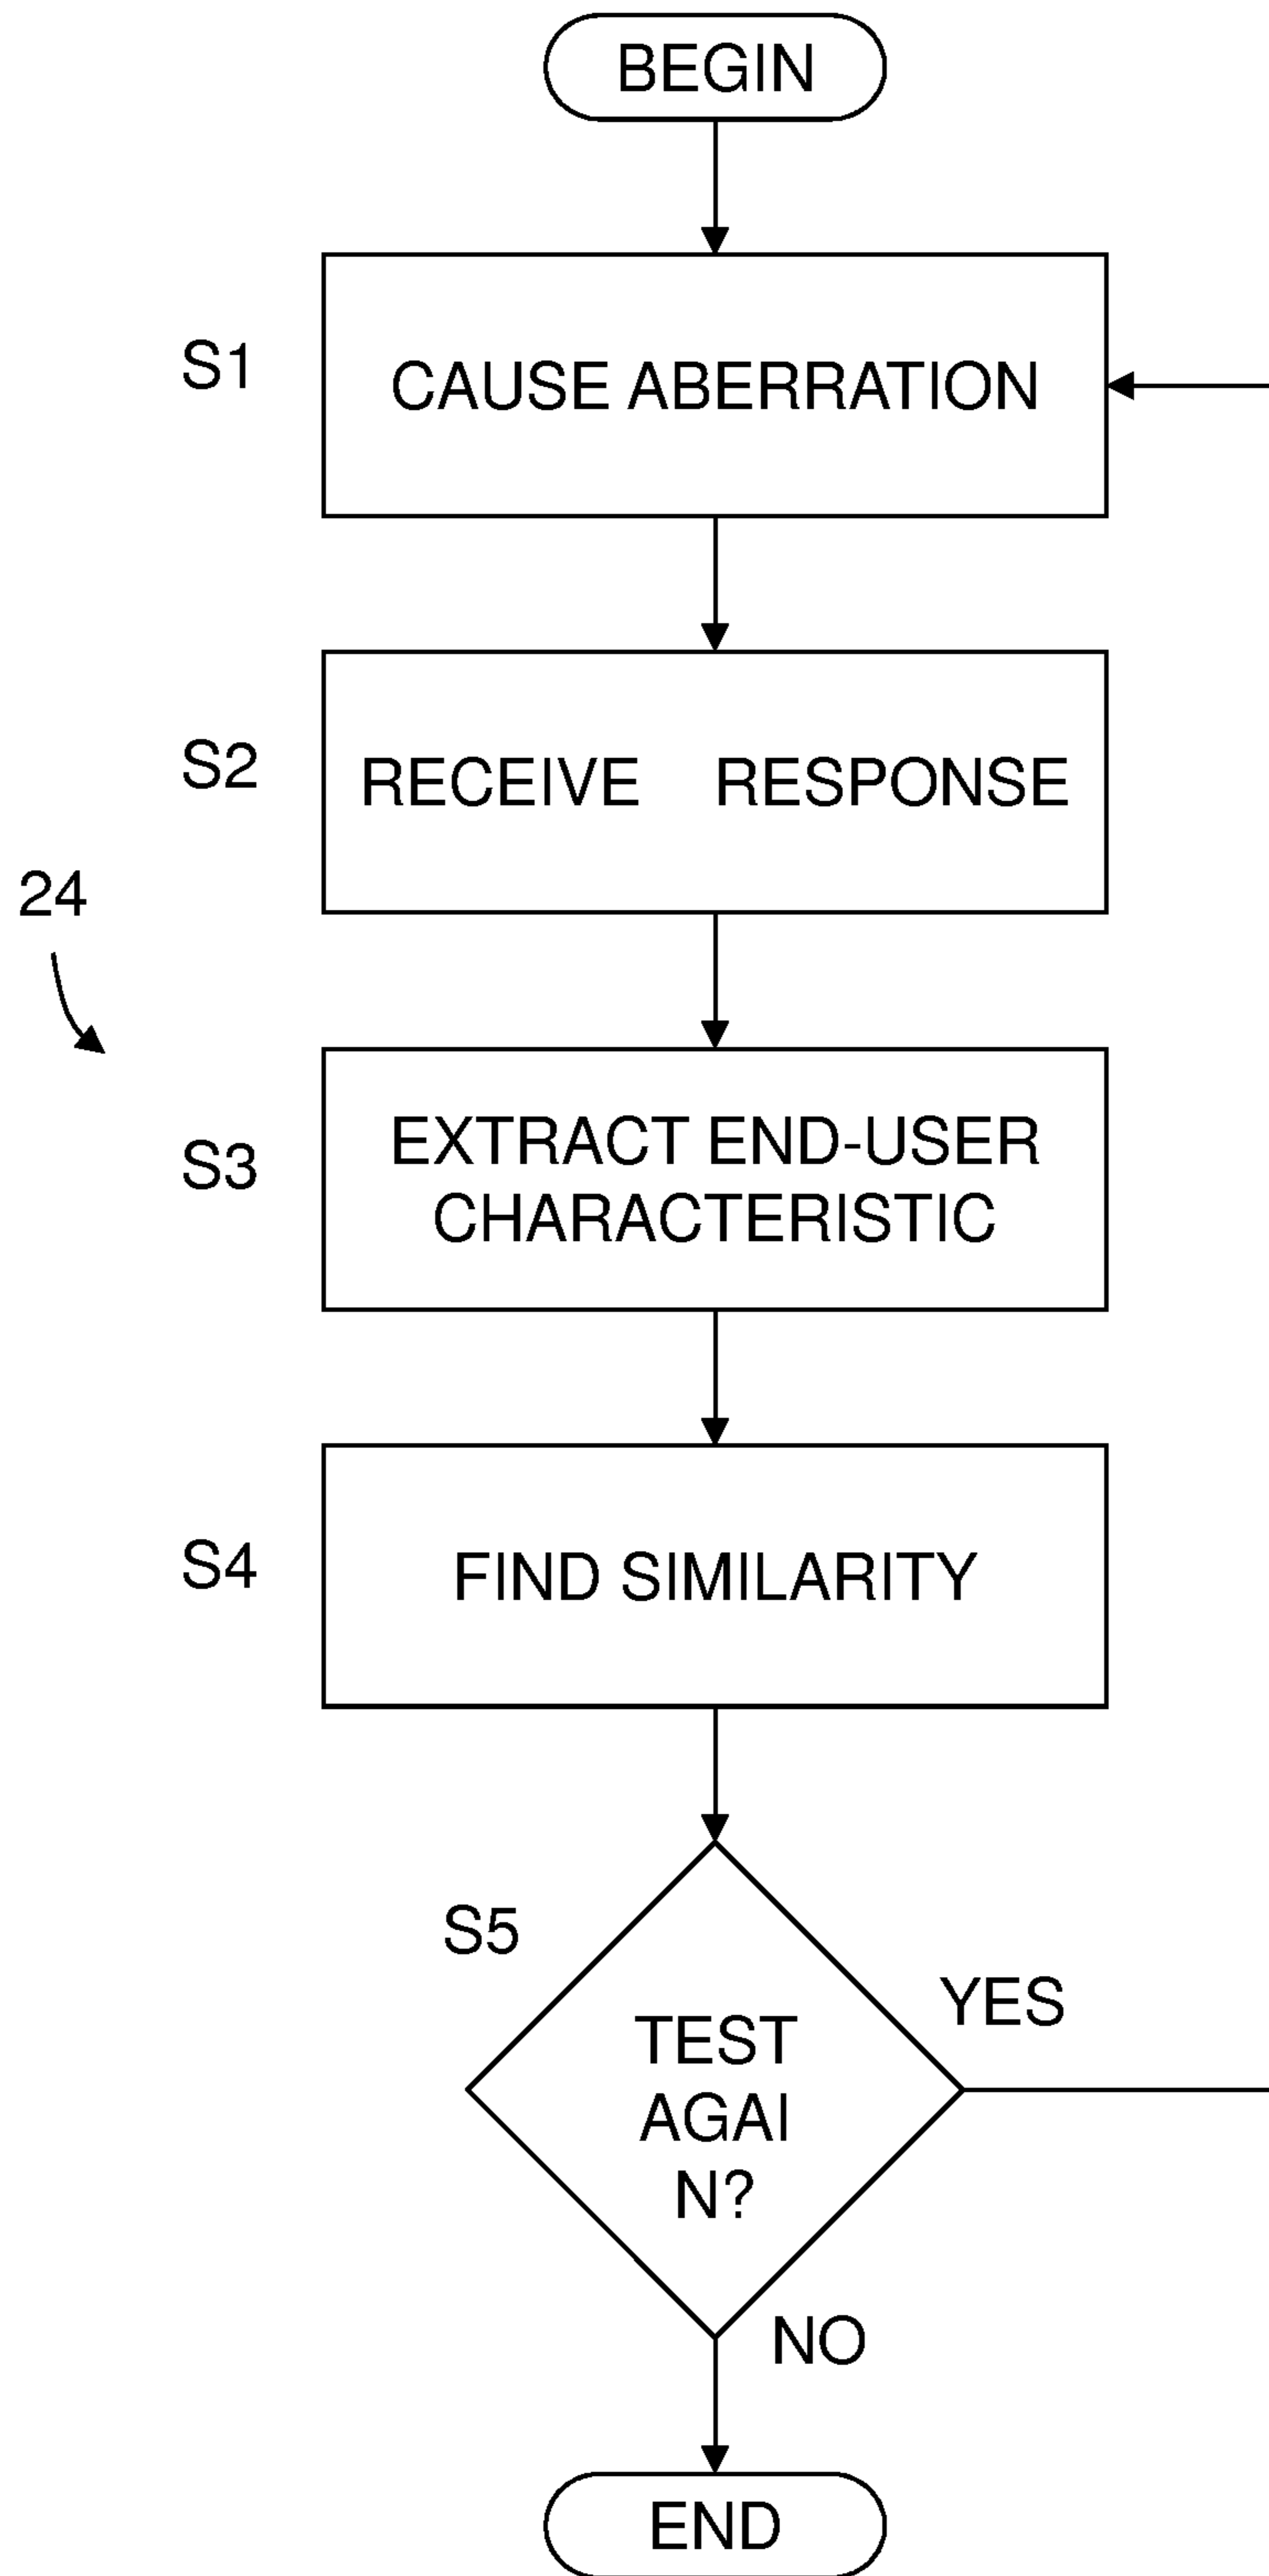 BEGIN
S1
CAUSE ABERRATION
S2
RECEIVE RESPONSE
24
S3
EXTRACT END-USER
CHARACTERISTIC
S4
FIND SIMILARITY
S5
YES
TEST
AGAI
N?
NO
END